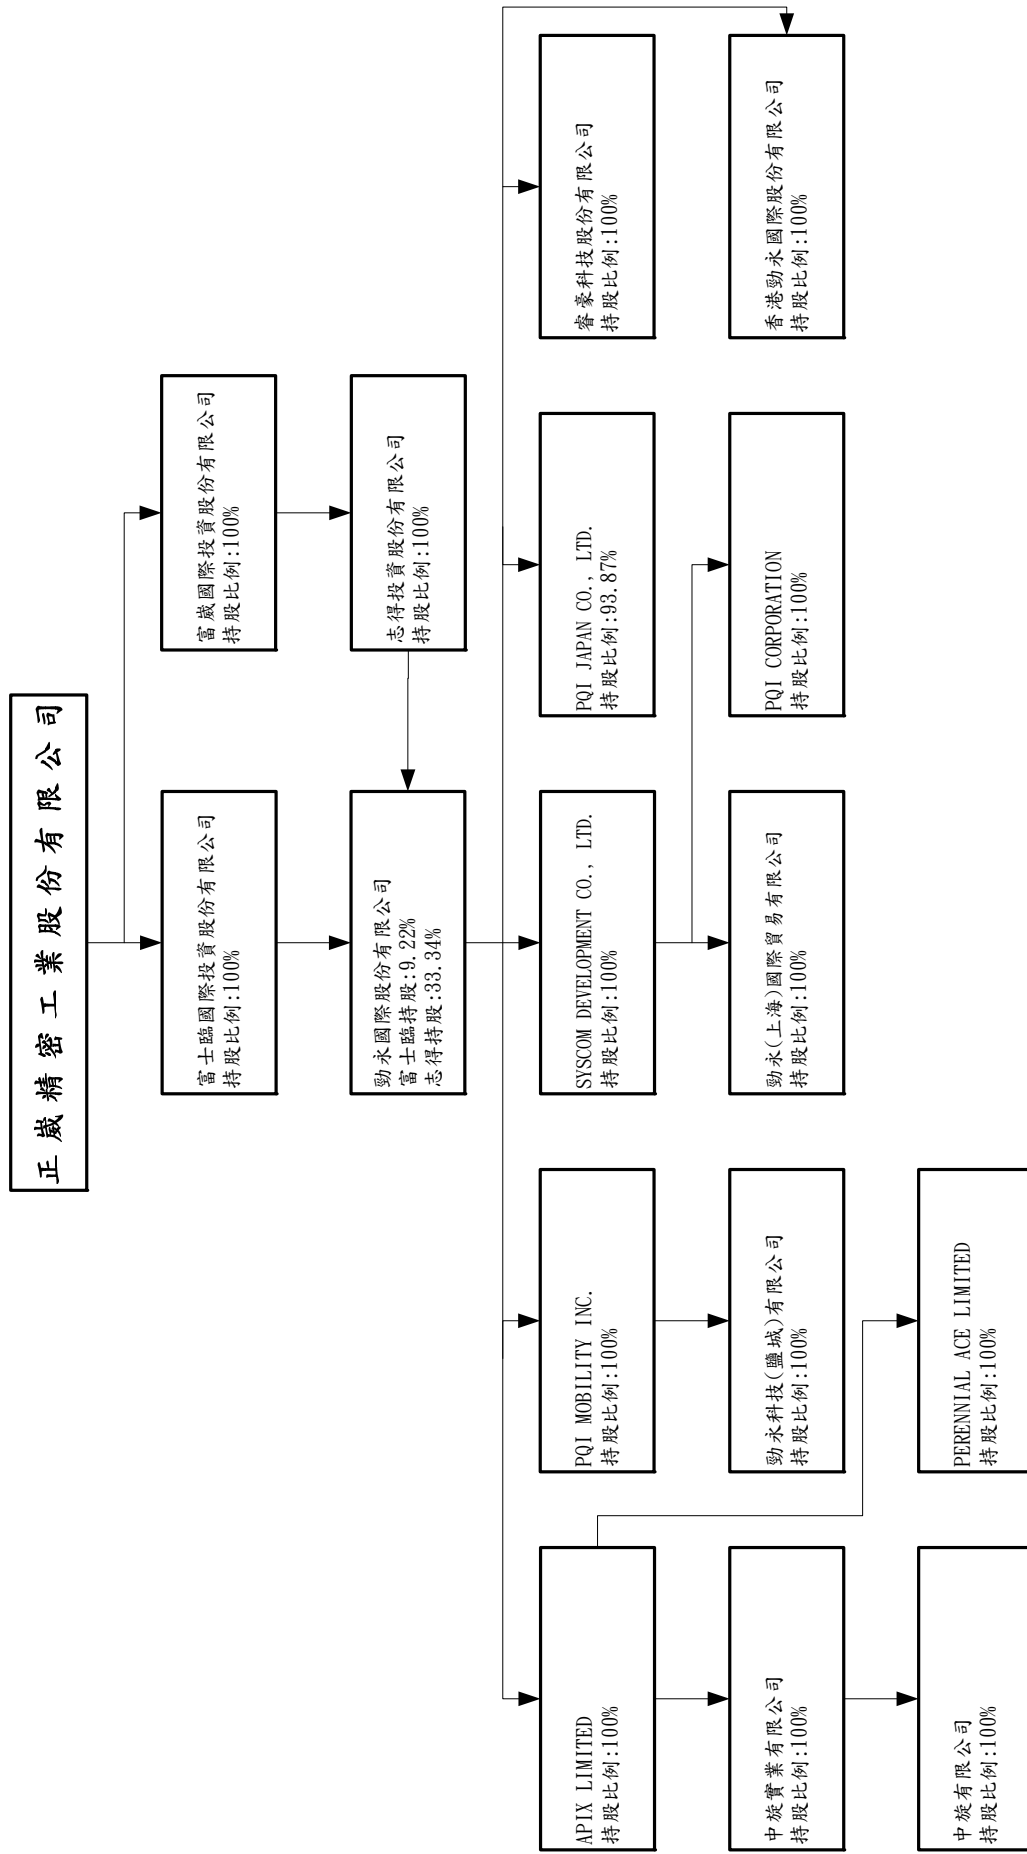 正崴精密工業股份有限公司
富士臨國際投資股份有限公司
持股比例:100%
富崴國際投資股份有限公司
持股比例:100%
勁永國際股份有限公司
富士臨持股:9.22%
志得持股:33.34%
志得投資股份有限公司
持股比例:100%
APIX LIMITED
持股比例:100%
PQI MOBILITY INC.
持股比例:100%
SYSCOM DEVELOPMENT CO., LTD.
持股比例:100%
PQI JAPAN CO., LTD.
持股比例:93.87%
睿豪科技股份有限公司
持股比例:100%
中旋實業有限公司
持股比例:100%
勁永科技(鹽城)有限公司
持股比例:100%
勁永(上海)國際貿易有限公司
持股比例:100%
PQI CORPORATION
持股比例:100%
香港勁永國際股份有限公司
持股比例:100%
中旋有限公司
持股比例:100%
PERENNIAL ACE LIMITED
持股比例:100%